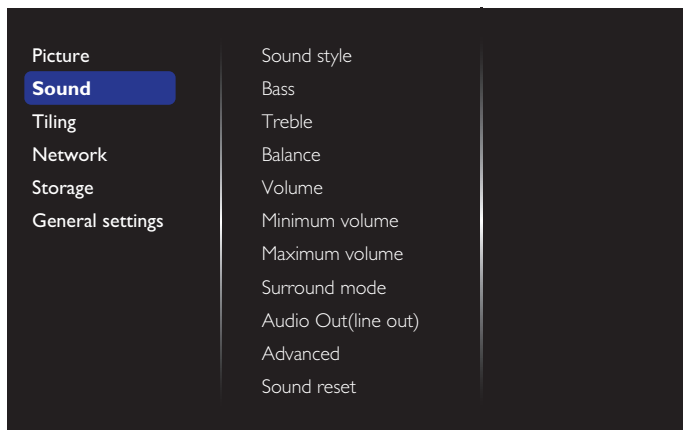 Picture
Sound
Tiling
Network
Storage
General settings
Sound style
Bass
Treble
Balance
Volume
Minimum volume
Maximum volume
Surround mode
Audio Out(line out)
Advanced
Sound reset